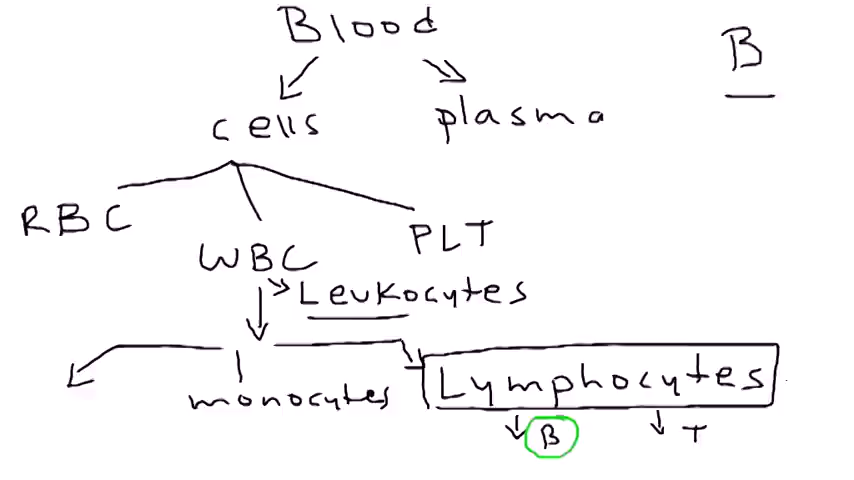 Blood
B
cells
plasma
RBC
WBC
PLT
Leukocytes
monocytes
Lymphocytes
B
T